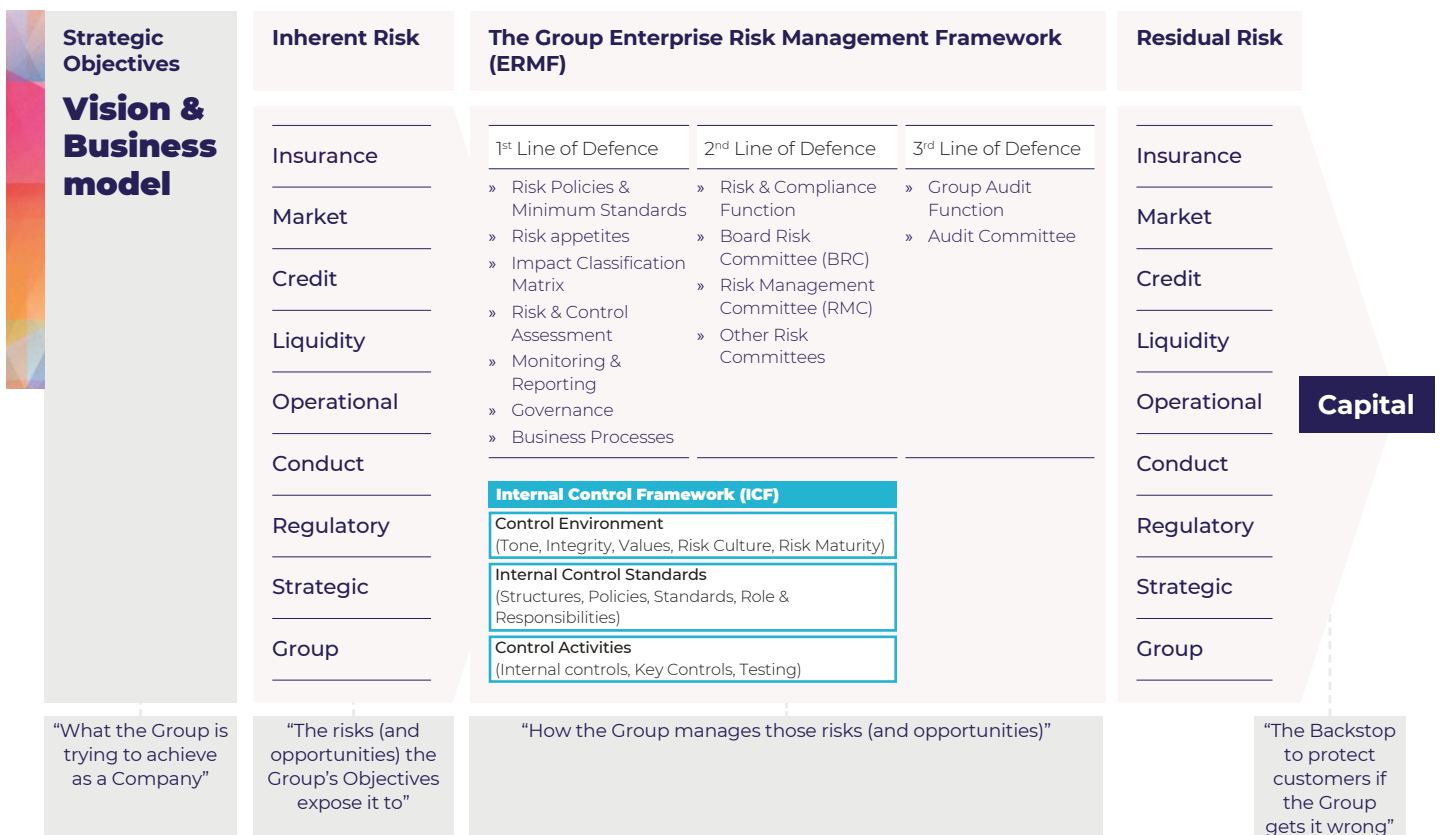 Strategic
Objectives
Vision &
Business
model
Inherent Risk
The Group Enterprise Risk Management Framework
(ERMF)
Residual Risk
Insurance
Market
Credit
Liquidity
Operational
Conduct
Regulatory
Strategic
Group
1st Line of Defence
» Risk Policies &
Minimum Standards
» Risk appetites
» Impact Classification
Matrix
» Risk & Control
Assessment
» Monitoring &
Reporting
» Governance
» Business Processes
2nd Line of Defence
» Risk & Compliance
Function
» Board Risk
Committee (BRC)
» Risk Management
Committee (RMC)
» Other Risk
Committees
3rd Line of Defence
» Group Audit
Function
» Audit Committee
Internal Control Framework (ICF)
Control Environment
(Tone, Integrity, Values, Risk Culture, Risk Maturity)
Internal Control Standards
(Structures, Policies, Standards, Role &
Responsibilities)
Control Activities
(Internal controls, Key Controls, Testing)
Insurance
Market
Credit
Liquidity
Operational
Conduct
Regulatory
Strategic
Group
Capital
“What the Group is
trying to achieve
as a Company”
“The risks (and
opportunities) the
Group’s Objectives
expose it to”
“How the Group manages those risks (and opportunities)”
“The Backstop
to protect
customers if
the Group
gets it wrong”